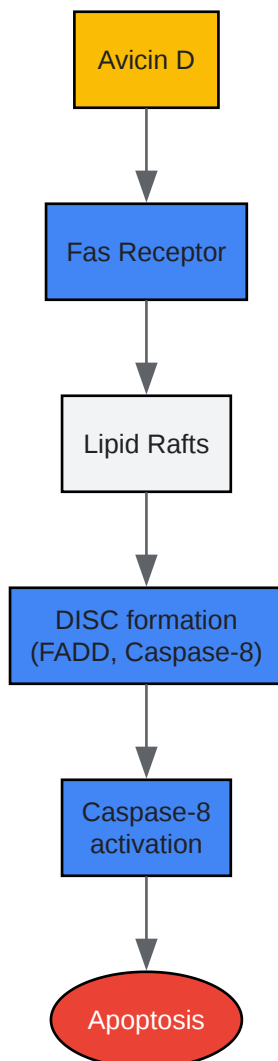 Avicin D
Fas Receptor
Lipid Rafts
DISC formation
(FADD, Caspase-8)
Caspase-8
activation
Apoptosis